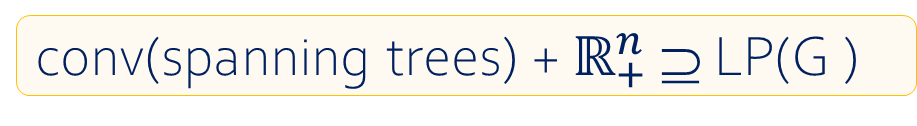 conv(spanning trees) + ℝ₊ⁿ ⊇ LP(G )